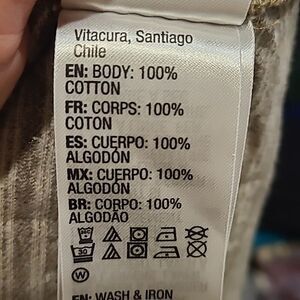 Vitacura, Santiago
Chile
EN: BODY: 100%
COTTON
FR: CORPS: 100%
COTON
ES: CUERPO: 100%
ALGODÓN
MX: CUERPO: 100%
ALGODÓN
BR: CORPO: 100%
ALGODÃO
30
W
EN: WASH & IRON